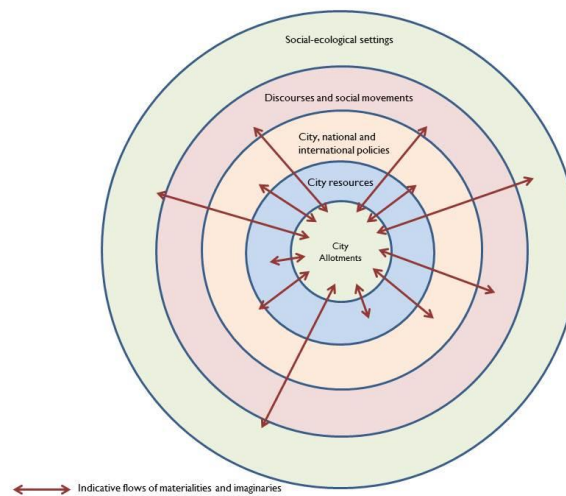 Social-ecological settings
Discourses and social movements
City, national and
international policies
City resources
City
Allotments
Indicative flows of materialities and imaginaries